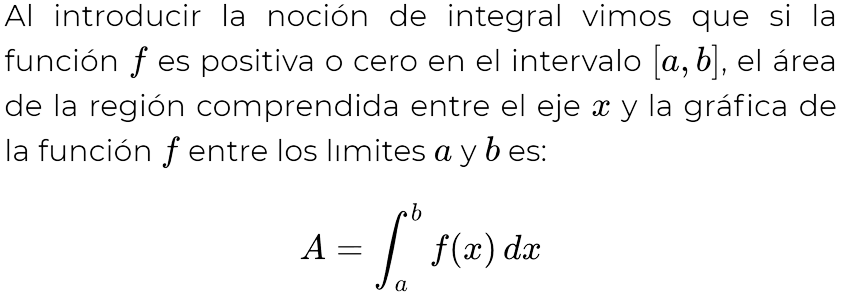 Al introducir la noción de integral vimos que si la
función f es positiva o cero en el intervalo [a, b], el área
de la región comprendida entre el eje x y la gráfica de
la función f entre los lımites a y b es:
A = ∫_a^b f(x) dx